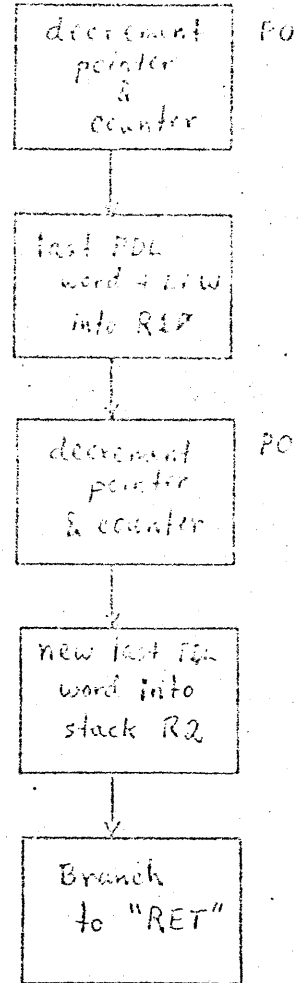 decrement
pointer
&
counter
PO
last PDL
word +
into R10
decrement
pointer
& counter
PO
new last PDL
word into
stack R2
Branch
to "RET"